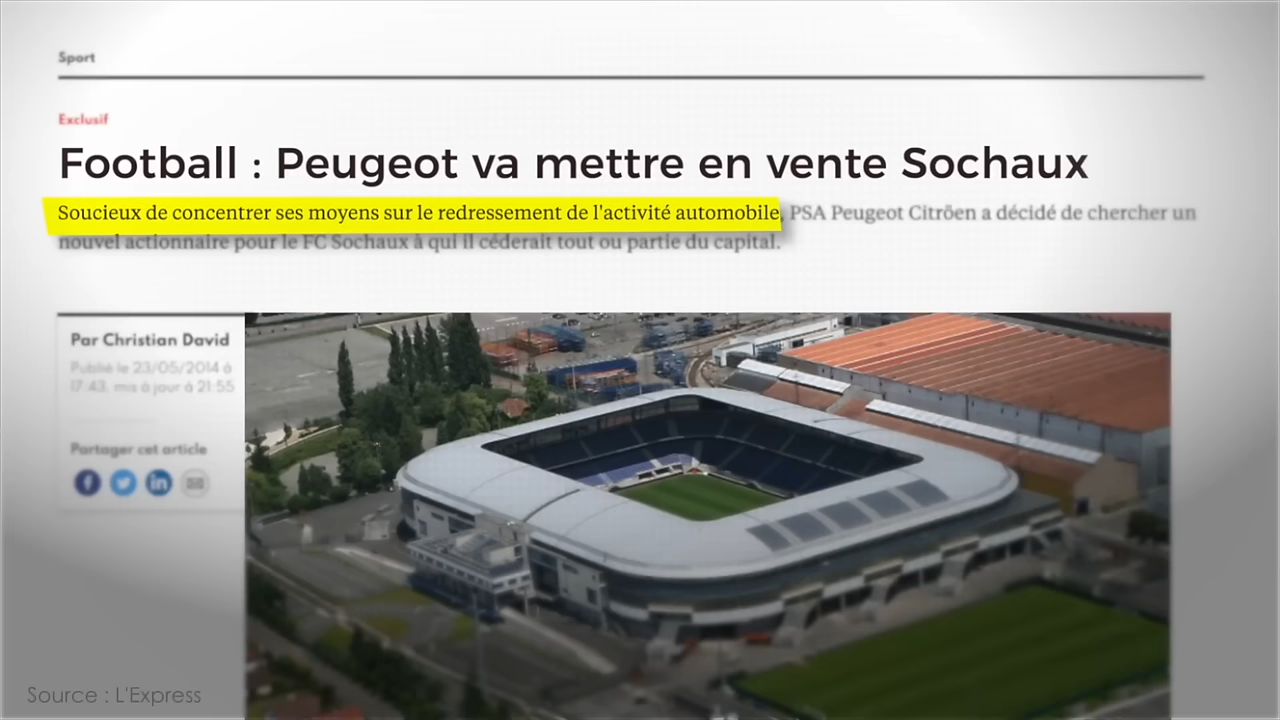 Sport
Exclusif
Football : Peugeot va mettre en vente Sochaux
Soucieux de concentrer ses moyens sur le redressement de l'activité automobile, PSA Peugeot Citröen a décidé de chercher un
nouvel actionnaire pour le FC Sochaux à qui il céderait tout ou partie du capital.
Par Christian David
Publié le 23/05/2014 à
17:43, mis à jour à 21:55
Partager cet article
Source : L'Express